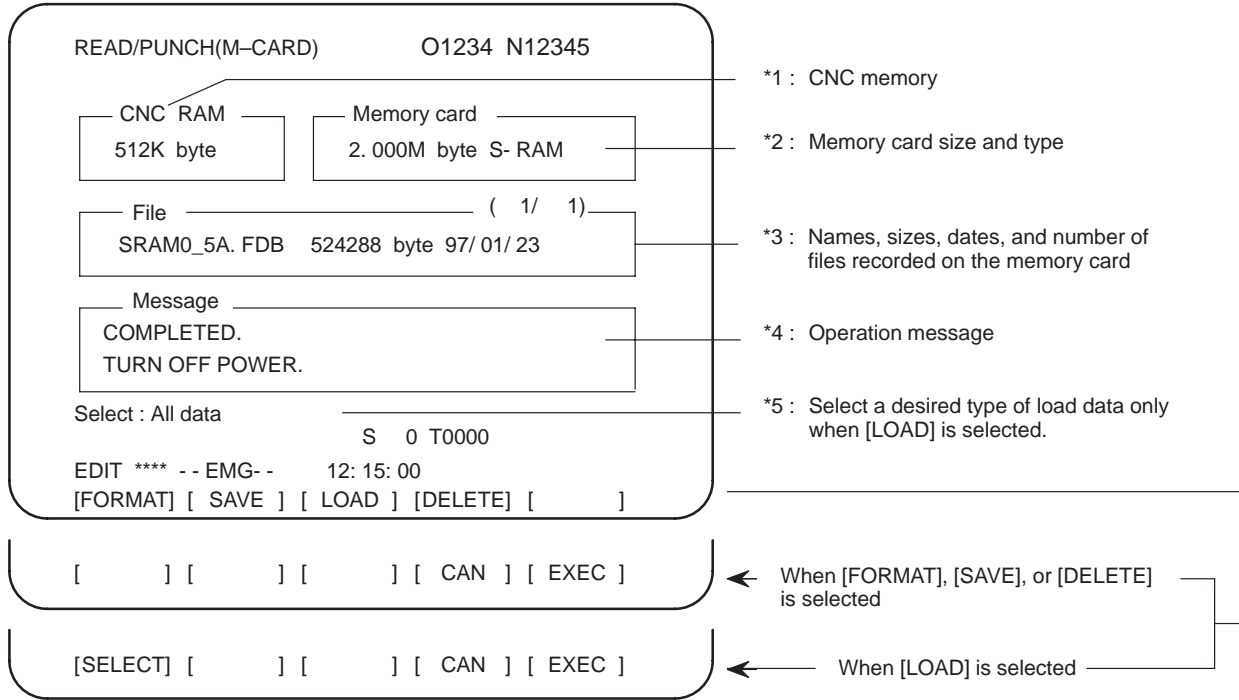 READ/PUNCH(M–CARD) O1234 N12345
*1 : CNC memory
CNC RAM
Memory card
512K byte
2. 000M byte S- RAM
*2 : Memory card size and type
File ( 1/ 1)
SRAM0_5A. FDB 524288 byte 97/ 01/ 23
*3 : Names, sizes, dates, and number of
files recorded on the memory card
Message
COMPLETED.
TURN OFF POWER.
*4 : Operation message
Select : All data
*5 : Select a desired type of load data only
when [LOAD] is selected.
S 0 T0000
EDIT **** - - EMG- - 12: 15: 00
[FORMAT] [ SAVE ] [ LOAD ] [DELETE] [ ]
[ ] [ ] [ ] [ CAN ] [ EXEC ]
When [FORMAT], [SAVE], or [DELETE]
is selected
[SELECT] [ ] [ ] [ CAN ] [ EXEC ]
When [LOAD] is selected